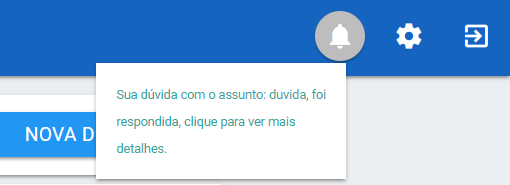 Sua dúvida com o assunto: duvida, foi
respondida, clique para ver mais
detalhes.
NOVA D